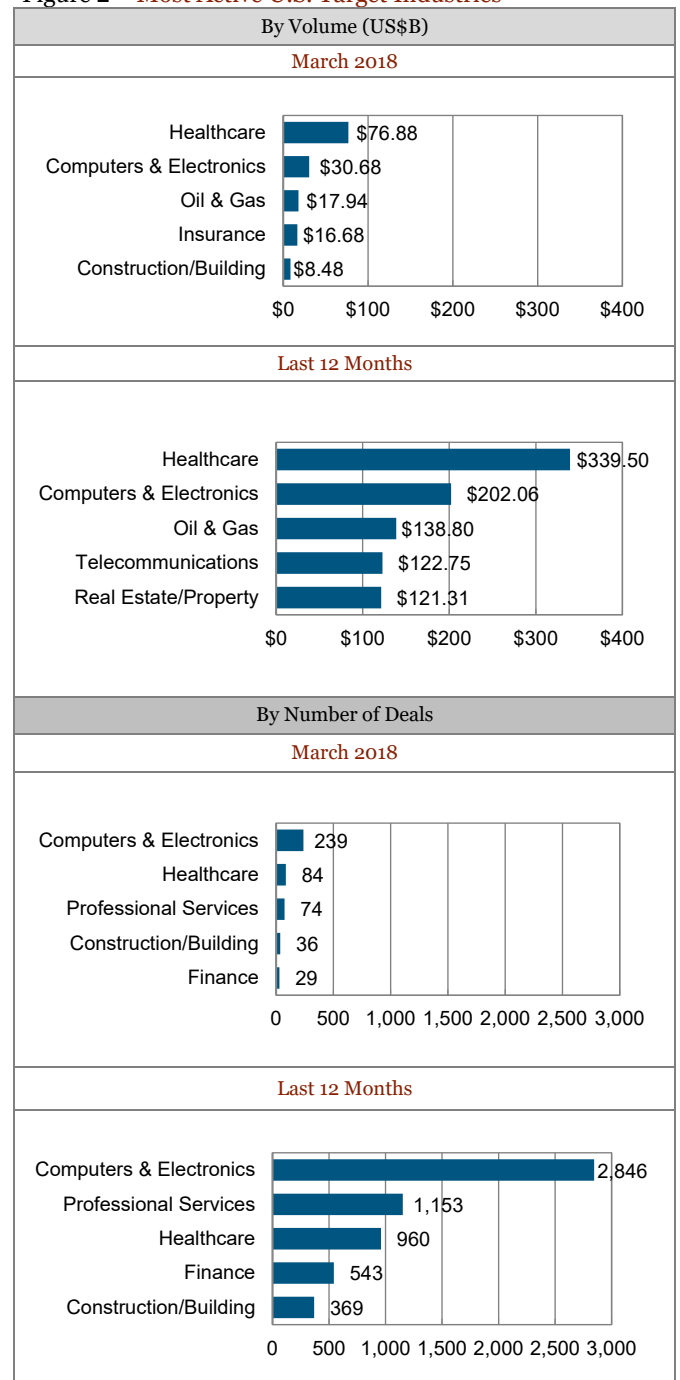 Figure 2 – Most Active U.S. Target Industries
By Volume (US$B)
March 2018
Healthcare $76.88
Computers & Electronics $30.68
Oil & Gas $17.94
Insurance $16.68
Construction/Building $8.48
$0 $100 $200 $300 $400
Last 12 Months
Healthcare $339.50
Computers & Electronics $202.06
Oil & Gas $138.80
Telecommunications $122.75
Real Estate/Property $121.31
$0 $100 $200 $300 $400
By Number of Deals
March 2018
Computers & Electronics 239
Healthcare 84
Professional Services 74
Construction/Building 36
Finance 29
0 500 1,000 1,500 2,000 2,500 3,000
Last 12 Months
Computers & Electronics 2,846
Professional Services 1,153
Healthcare 960
Finance 543
Construction/Building 369
0 500 1,000 1,500 2,000 2,500 3,000